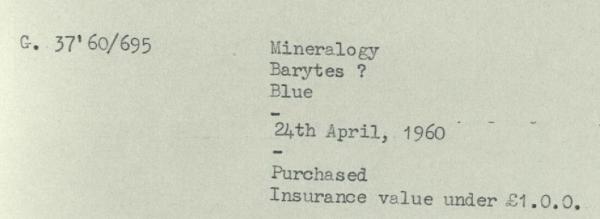 G. 37'60/695
Mineralogy
Barytes ?
Blue
-
24th April, 1960
-
Purchased
Insurance value under £1.0.0.